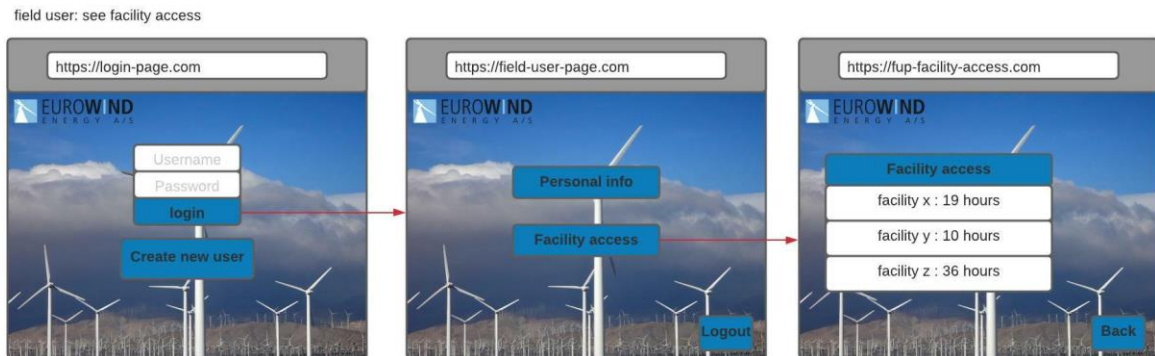 field user: see facility access
https://login-page.com
EUROWIND
ENERGY A/S
Username
Password
login
Create new user
https://field-user-page.com
EUROWIND
ENERGY A/S
Personal info
Facility access
Logout
https://fup-facility-access.com
EUROWIND
ENERGY A/S
Facility access
facility x : 19 hours
facility y : 10 hours
facility z : 36 hours
Back